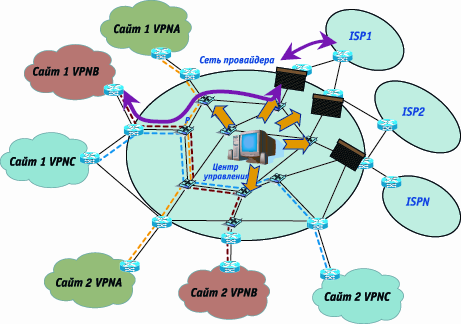 Сайт 1 VPNA
ISP1
Сеть провайдера
Сайт 1 VPNB
ISP2
Сайт 1 VPNC
Центр
управления
ISPN
Сайт 2 VPNA
Сайт 2 VPNB
Сайт 2 VPNC